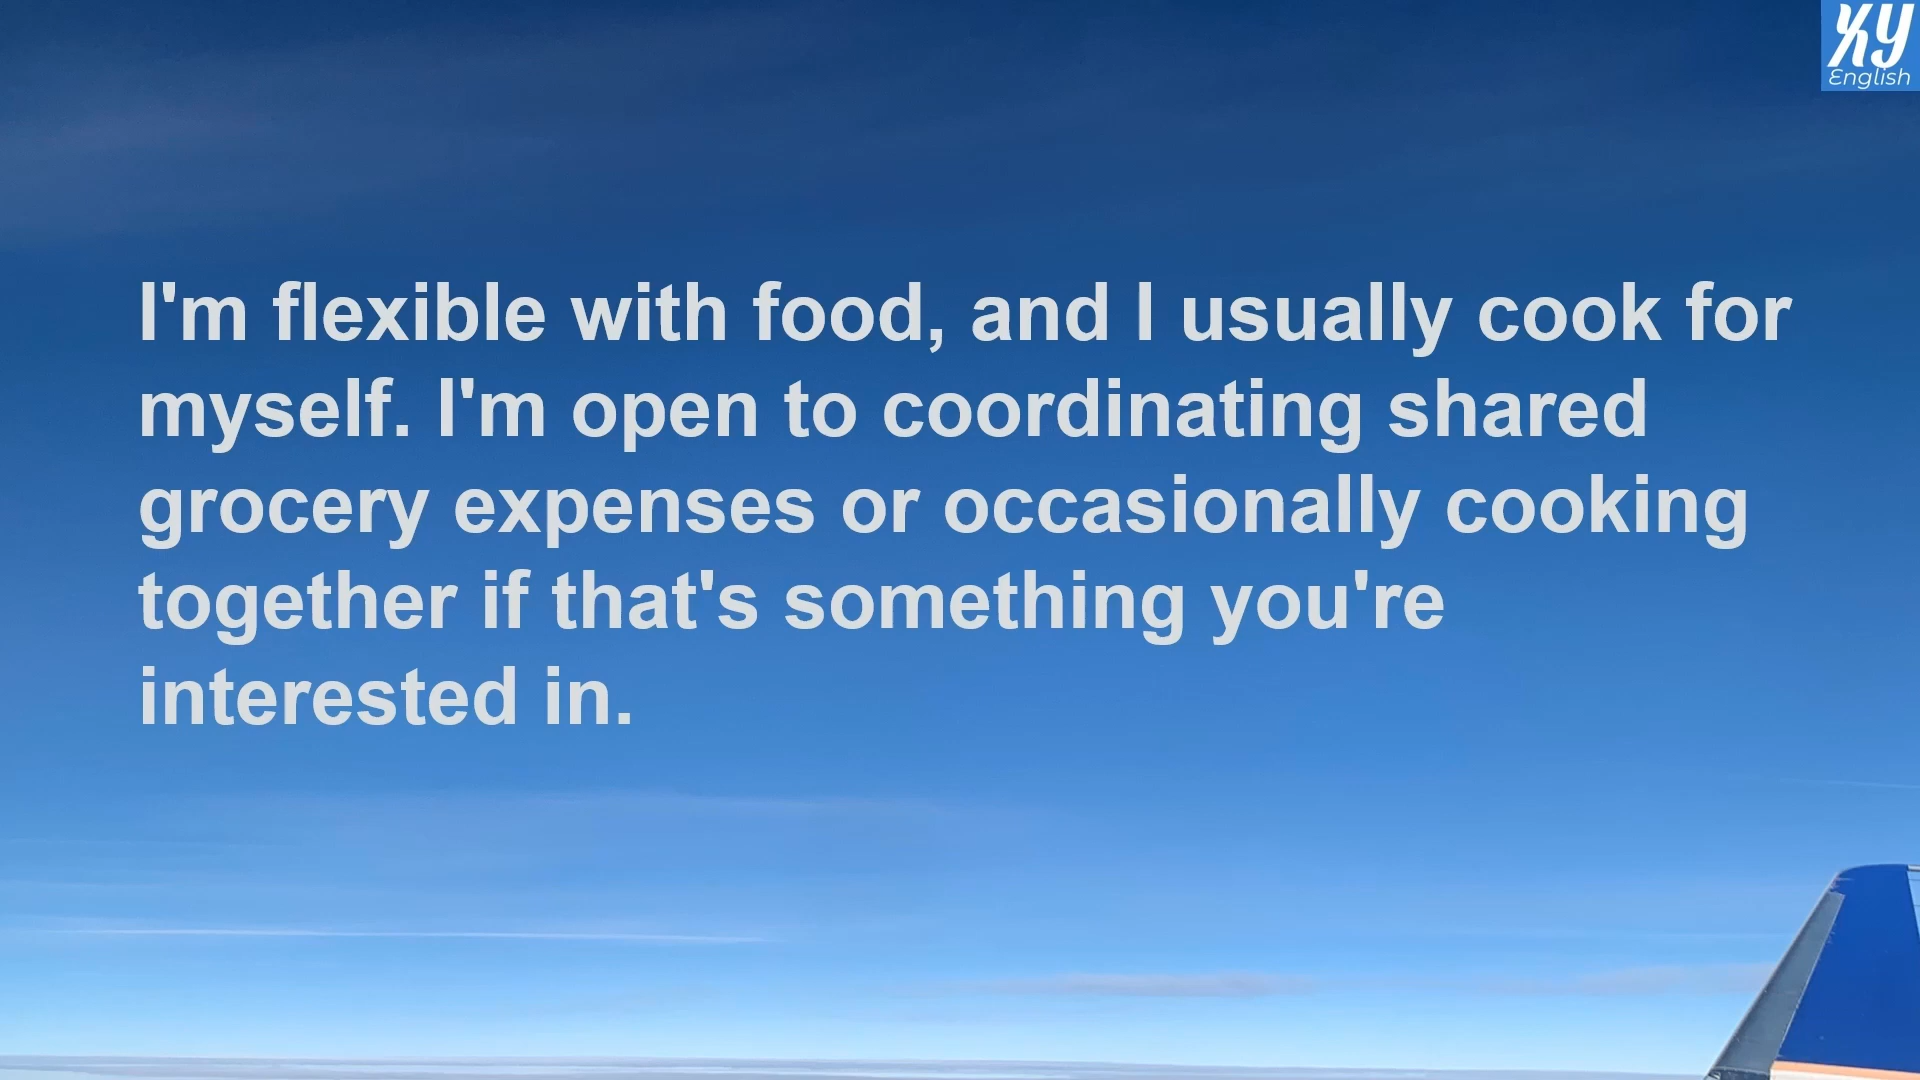 XY
English
I'm flexible with food, and I usually cook for
myself. I'm open to coordinating shared
grocery expenses or occasionally cooking
together if that's something you're
interested in.